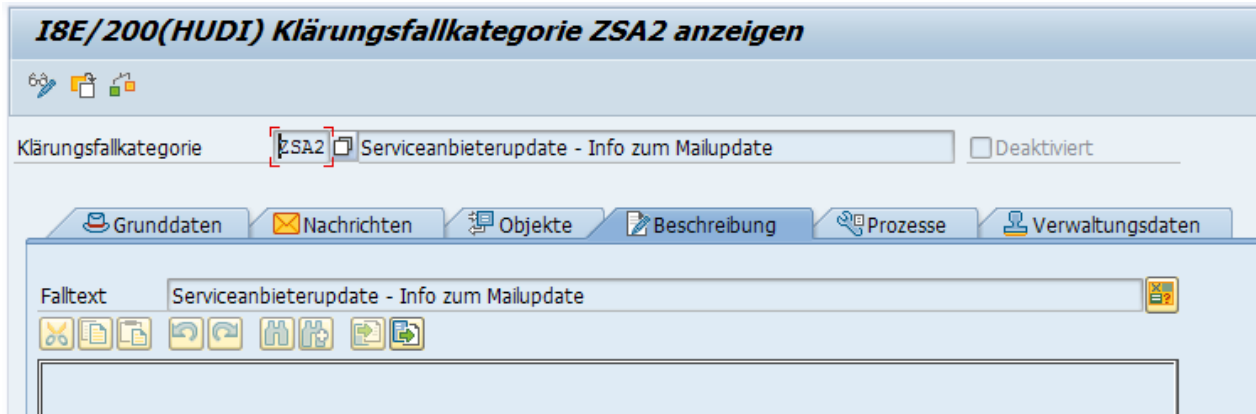 I8E/200(HUDI) Klärungsfallkategorie ZSA2 anzeigen
Klärungsfallkategorie ZSA2 Serviceanbieterupdate - Info zum Mailupdate Deaktiviert
Grunddaten Nachrichten Objekte Beschreibung Prozesse Verwaltungsdaten
Falltext Serviceanbieterupdate - Info zum Mailupdate